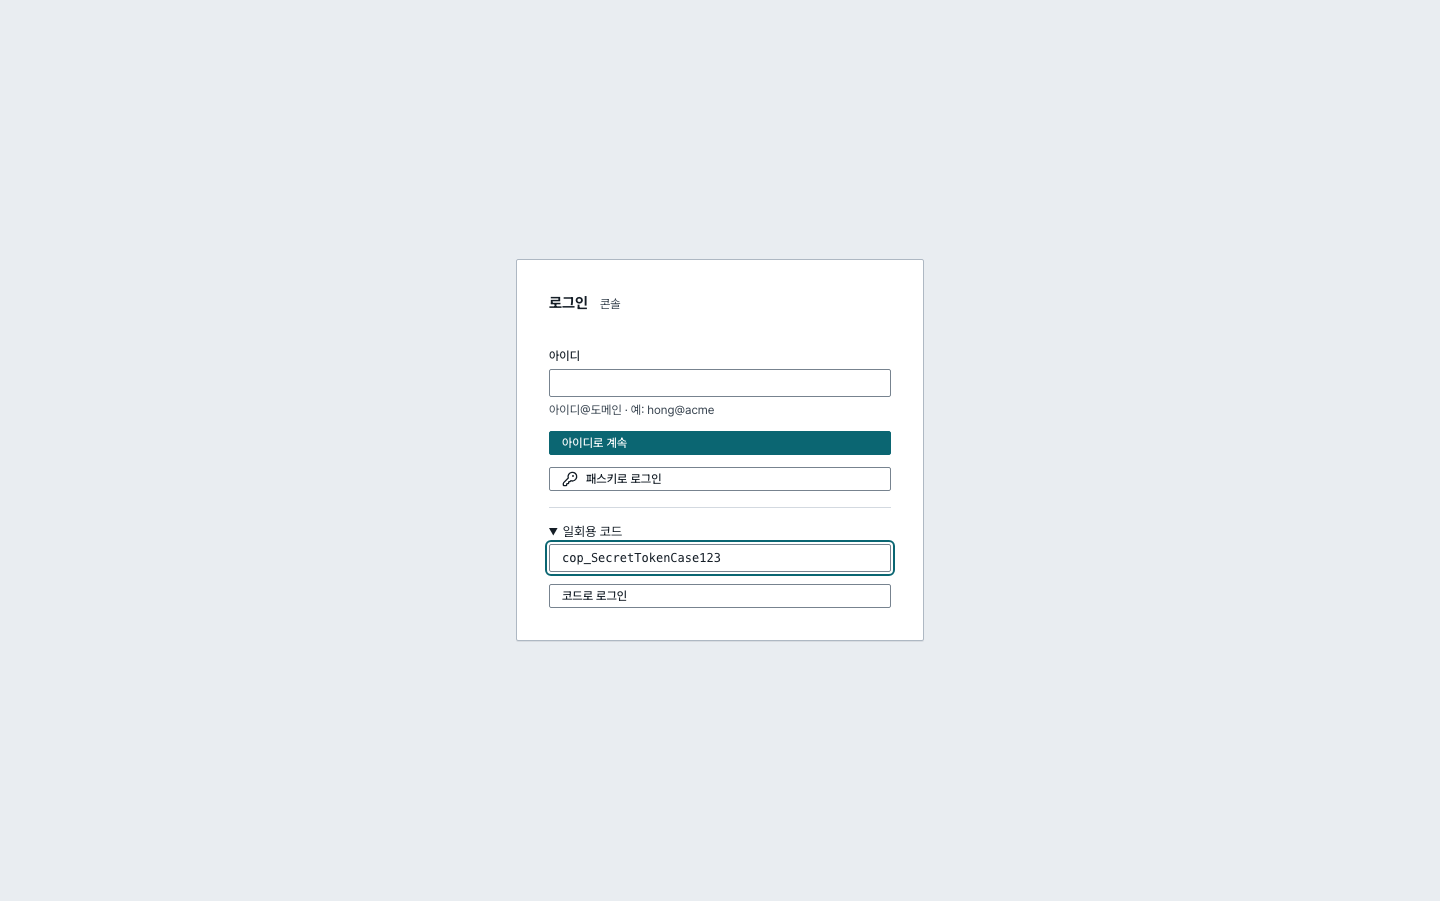 로그인 콘솔
아이디
아이디@도메인 · 예: hong@acme
아이디로 계속
패스키로 로그인
▼ 일회용 코드
cop_SecretTokenCase123
코드로 로그인